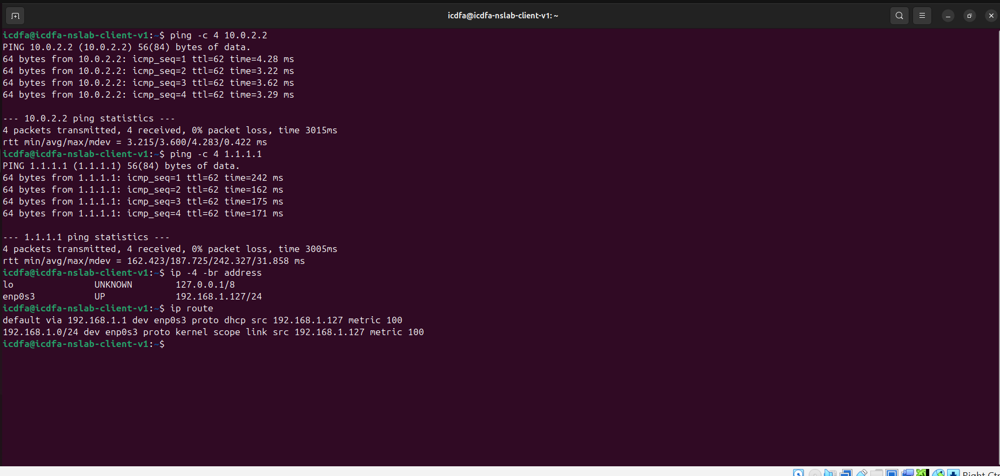 icdfa@icdfa-nslab-client-v1: ~
icdfa@icdfa-nslab-client-v1:~$ ping -c 4 10.0.2.2
PING 10.0.2.2 (10.0.2.2) 56(84) bytes of data.
64 bytes from 10.0.2.2: icmp_seq=1 ttl=62 time=4.28 ms
64 bytes from 10.0.2.2: icmp_seq=2 ttl=62 time=3.22 ms
64 bytes from 10.0.2.2: icmp_seq=3 ttl=62 time=3.62 ms
64 bytes from 10.0.2.2: icmp_seq=4 ttl=62 time=3.29 ms
--- 10.0.2.2 ping statistics ---
4 packets transmitted, 4 received, 0% packet loss, time 3015ms
rtt min/avg/max/mdev = 3.215/3.600/4.283/0.422 ms
icdfa@icdfa-nslab-client-v1:~$ ping -c 4 1.1.1.1
PING 1.1.1.1 (1.1.1.1) 56(84) bytes of data.
64 bytes from 1.1.1.1: icmp_seq=1 ttl=62 time=242 ms
64 bytes from 1.1.1.1: icmp_seq=2 ttl=62 time=162 ms
64 bytes from 1.1.1.1: icmp_seq=3 ttl=62 time=175 ms
64 bytes from 1.1.1.1: icmp_seq=4 ttl=62 time=171 ms
--- 1.1.1.1 ping statistics ---
4 packets transmitted, 4 received, 0% packet loss, time 3005ms
rtt min/avg/max/mdev = 162.423/187.725/242.327/31.858 ms
icdfa@icdfa-nslab-client-v1:~$ ip -4 -br address
lo UNKNOWN 127.0.0.1/8
enp0s3 UP 192.168.1.127/24
icdfa@icdfa-nslab-client-v1:~$ ip route
default via 192.168.1.1 dev enp0s3 proto dhcp src 192.168.1.127 metric 100
192.168.1.0/24 dev enp0s3 proto kernel scope link src 192.168.1.127 metric 100
icdfa@icdfa-nslab-client-v1:~$
Right